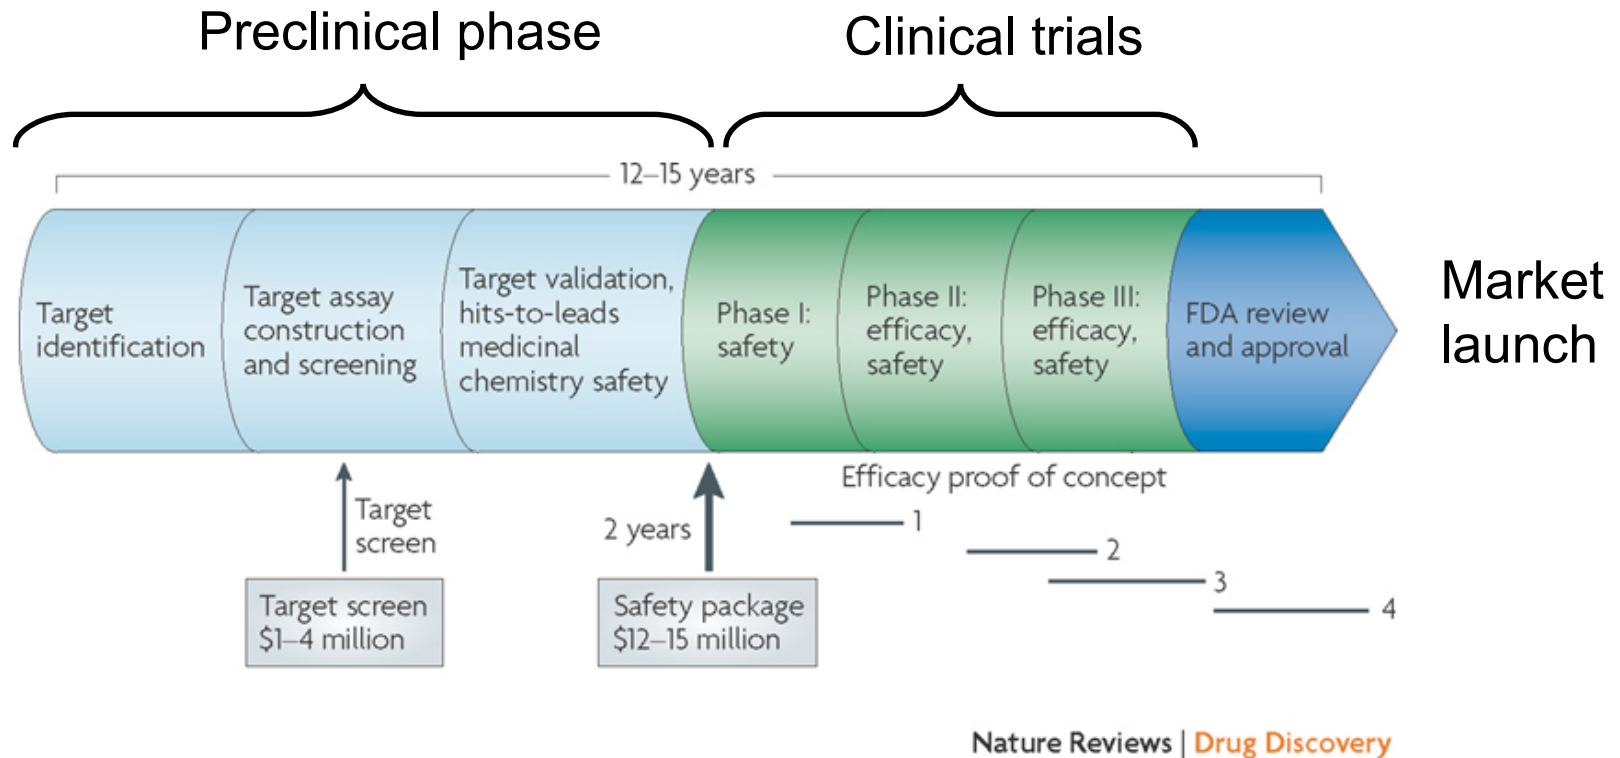 Preclinical phase
Clinical trials
12–15 years
Target
identification
Target assay
construction
and screening
Target validation,
hits-to-leads
medicinal
chemistry safety
Phase I:
safety
Phase II:
efficacy,
safety
Phase III:
efficacy,
safety
FDA review
and approval
Market
launch
Target
screen
2 years
Efficacy proof of concept
1
2
3
4
Target screen
$1–4 million
Safety package
$12–15 million
Nature Reviews | Drug Discovery